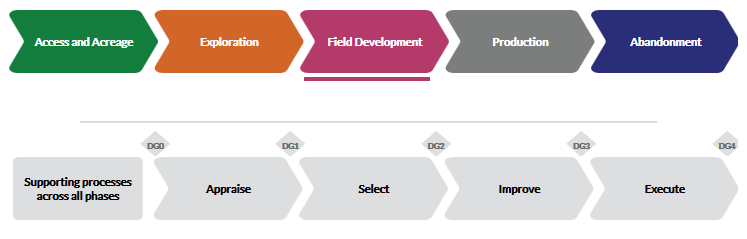 Access and Acreage
Exploration
Field Development
Production
Abandonment
DG0
DG1
DG2
DG3
DG4
Supporting processes
across all phases
Appraise
Select
Improve
Execute